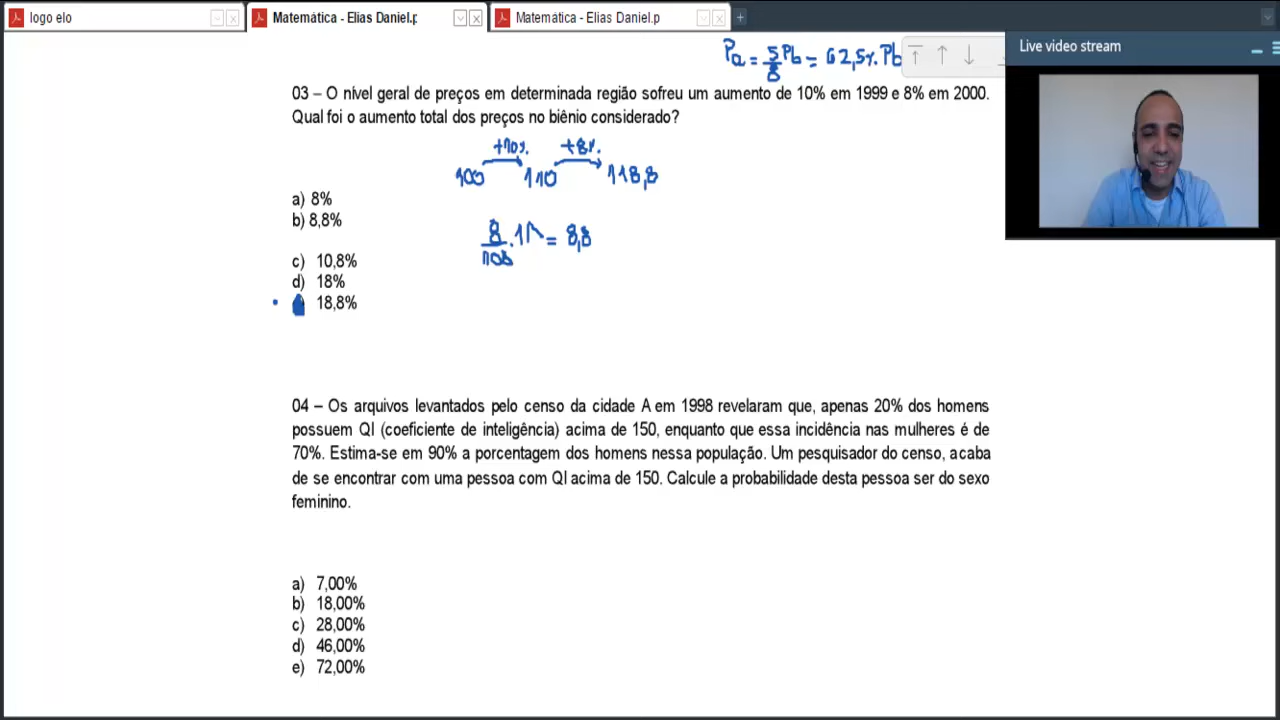 logo elo
Matemática - Elias Daniel.p
Matemática - Elias Daniel.p
Live video stream
Pa = 5/8 Pb = 62,5%. Pb
03 – O nível geral de preços em determinada região sofreu um aumento de 10% em 1999 e 8% em 2000.
Qual foi o aumento total dos preços no biênio considerado?
+10%. +8%.
100 110 118,8
a) 8%
b) 8,8%
8/100 . = 8,8
c) 10,8%
d) 18%
18,8%
04 – Os arquivos levantados pelo censo da cidade A em 1998 revelaram que, apenas 20% dos homens
possuem QI (coeficiente de inteligência) acima de 150, enquanto que essa incidência nas mulheres é de
70%. Estima-se em 90% a porcentagem dos homens nessa população. Um pesquisador do censo, acaba
de se encontrar com uma pessoa com QI acima de 150. Calcule a probabilidade desta pessoa ser do sexo
feminino.
a) 7,00%
b) 18,00%
c) 28,00%
d) 46,00%
e) 72,00%